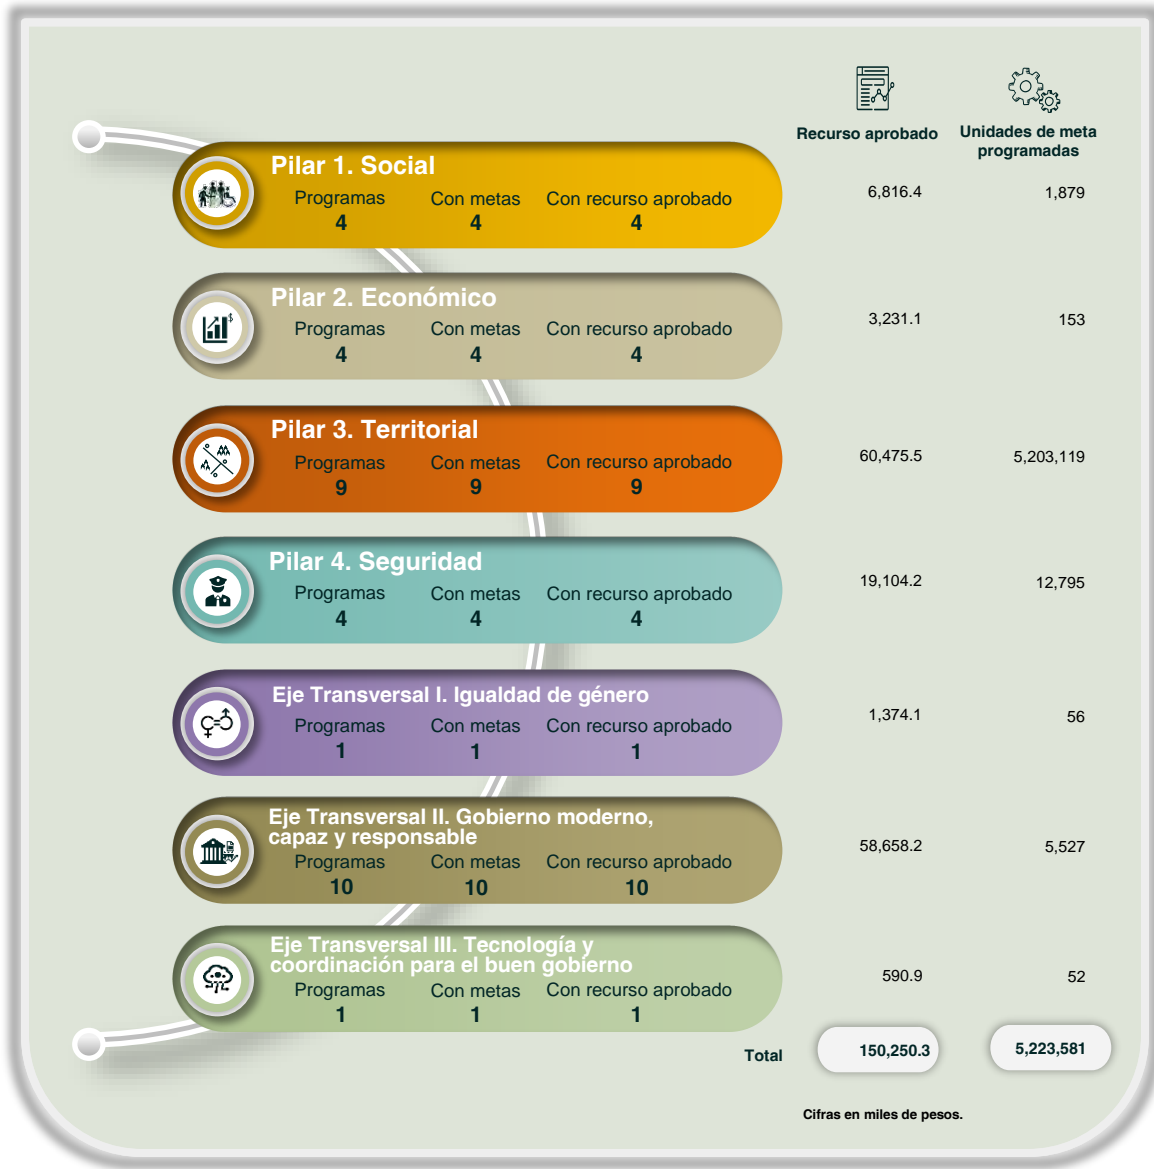 Recurso aprobado
Unidades de meta
programadas
Pilar 1. Social
Programas Con metas Con recurso aprobado
4 4 4
6,816.4 1,879
Pilar 2. Económico
Programas Con metas Con recurso aprobado
4 4 4
3,231.1 153
Pilar 3. Territorial
Programas Con metas Con recurso aprobado
9 9 9
60,475.5 5,203,119
Pilar 4. Seguridad
Programas Con metas Con recurso aprobado
4 4 4
19,104.2 12,795
Eje Transversal I. Igualdad de género
Programas Con metas Con recurso aprobado
1 1 1
1,374.1 56
Eje Transversal II. Gobierno moderno,
capaz y responsable
Programas Con metas Con recurso aprobado
10 10 10
58,658.2 5,527
Eje Transversal III. Tecnología y
coordinación para el buen gobierno
Programas Con metas Con recurso aprobado
1 1 1
590.9 52
Total 150,250.3 5,223,581
Cifras en miles de pesos.